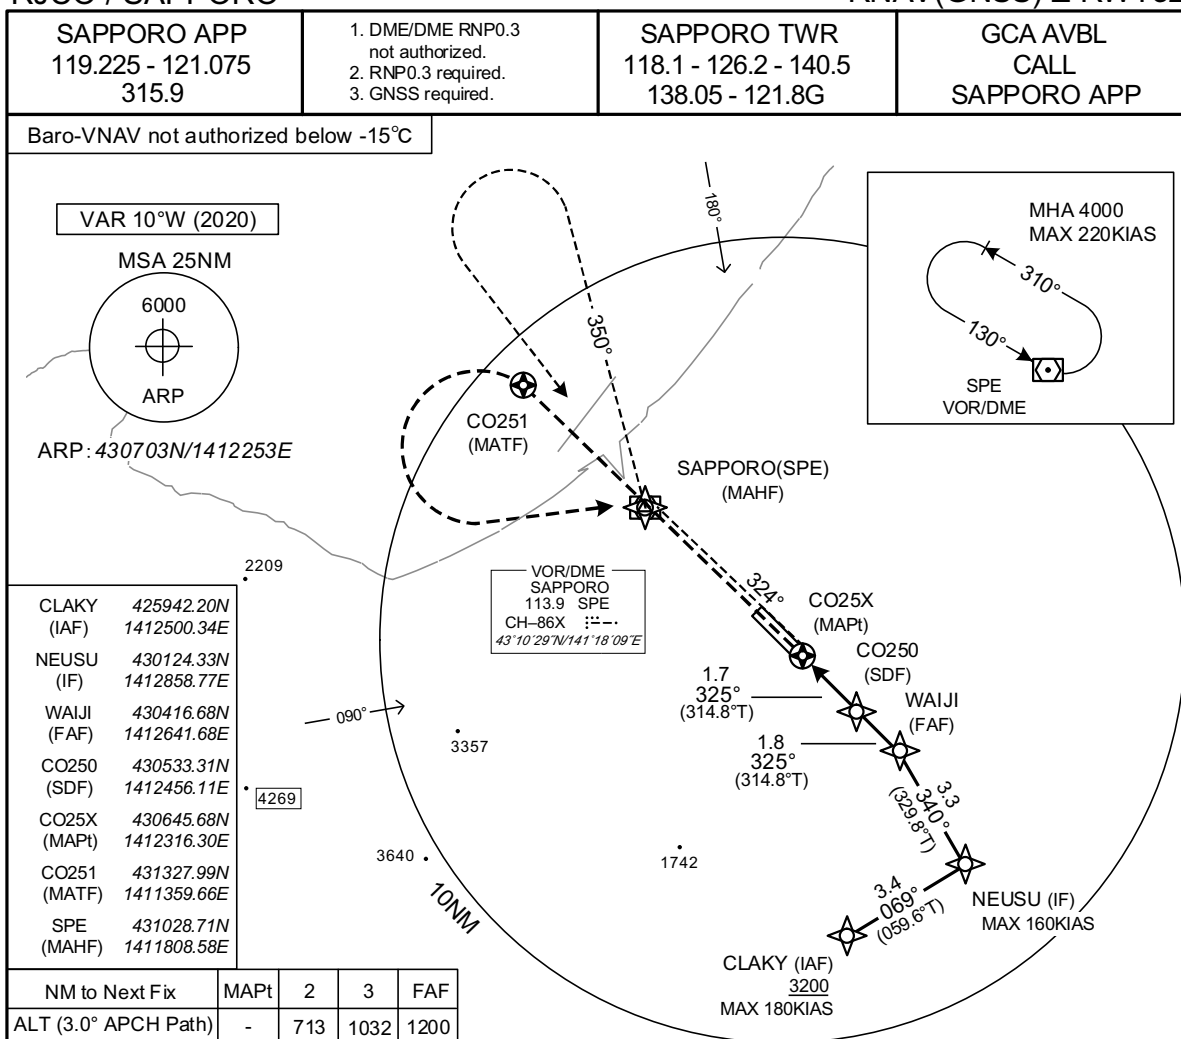 SAPPORO APP
119.225 - 121.075
315.9
1. DME/DME RNP0.3
not authorized.
2. RNP0.3 required.
3. GNSS required.
SAPPORO TWR
118.1 - 126.2 - 140.5
138.05 - 121.8G
GCA AVBL
CALL
SAPPORO APP
Baro-VNAV not authorized below -15°C
VAR 10°W (2020)
MSA 25NM
6000
ARP
ARP: 430703N/1412253E
180°
MHA 4000
MAX 220KIAS
310°
130°
SPE
VOR/DME
350°
CO251
(MATF)
SAPPORO(SPE)
(MAHF)
VOR/DME
SAPPORO
113.9 SPE
CH–86X
43°10′29″N/141°18′09″E
324°
CO25X
(MAPt)
CO250
(SDF)
WAIJI
(FAF)
1.7
325°
(314.8°T)
1.8
325°
(314.8°T)
3.3
340°
(329.8°T)
NEUSU (IF)
MAX 160KIAS
3.4
069°
(059.6°T)
CLAKY (IAF)
3200
MAX 180KIAS
090°
2209
3357
4269
3640
1742
10NM
CLAKY 425942.20N
(IAF) 1412500.34E
NEUSU 430124.33N
(IF) 1412858.77E
WAIJI 430416.68N
(FAF) 1412641.68E
CO250 430533.31N
(SDF) 1412456.11E
CO25X 430645.68N
(MAPt) 1412316.30E
CO251 431327.99N
(MATF) 1411359.66E
SPE 431028.71N
(MAHF) 1411808.58E
NM to Next Fix MAPt 2 3 FAF
ALT (3.0° APCH Path) - 713 1032 1200